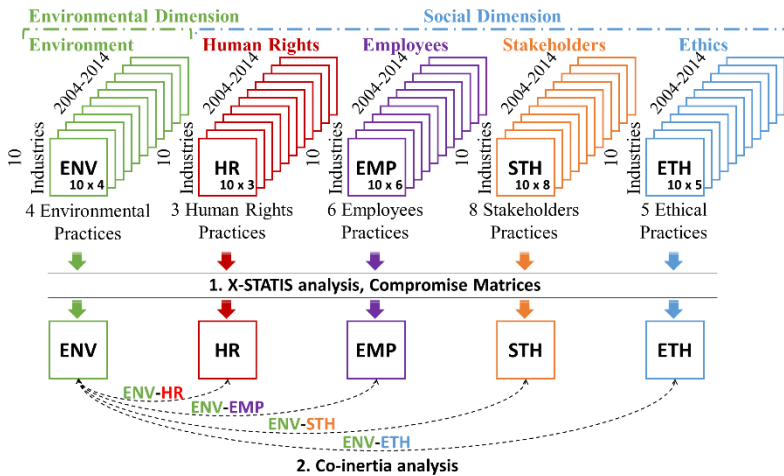 Environmental Dimension
Social Dimension
Environment
Human Rights
Employees
Stakeholders
Ethics
2004-2014
2004-2014
2004-2014
2004-2014
2004-2014
10
Industries
10
Industries
10
Industries
10
Industries
10
Industries
ENV
10 x 4
HR
10 x 3
EMP
10 x 6
STH
10 x 8
ETH
10 x 5
4 Environmental
Practices
3 Human Rights
Practices
6 Employees
Practices
8 Stakeholders
Practices
5 Ethical
Practices
1. X-STATIS analysis, Compromise Matrices
ENV
HR
EMP
STH
ETH
ENV-HR
ENV-EMP
ENV-STH
ENV-ETH
2. Co-inertia analysis